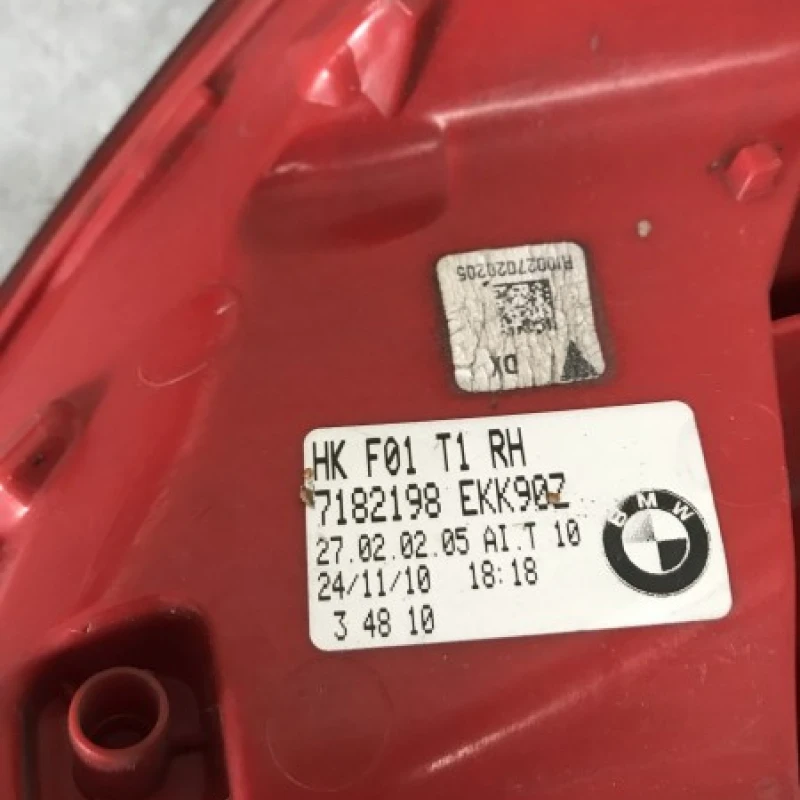 RJ0027020205
DX
HK F01 T1 RH
7182198 EKK90Z
27.02.02.05 AI.T 10
24/11/10 18:18
3 48 10
BMW